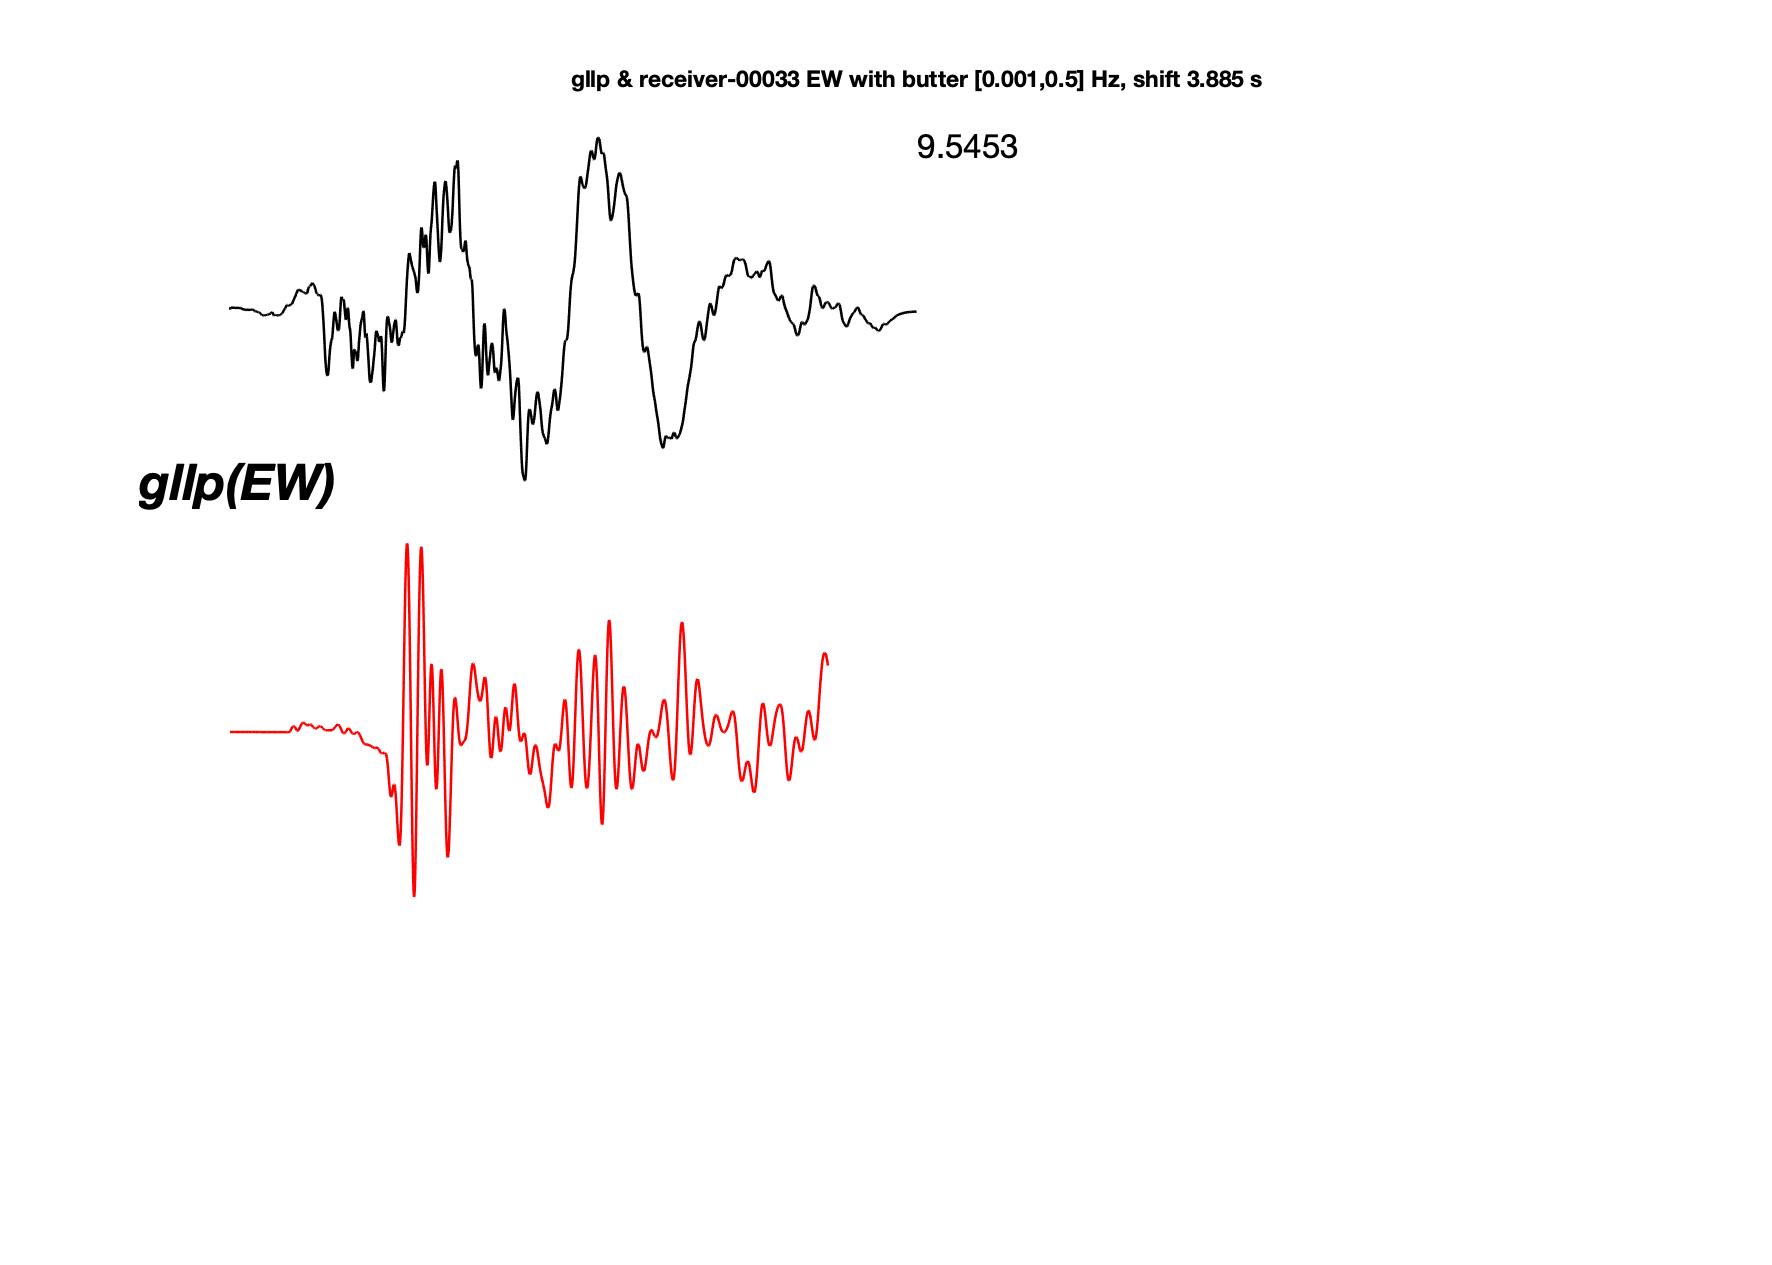 gllp & receiver-00033 EW with butter [0.001,0.5] Hz, shift 3.885 s
9.5453
gllp(EW)